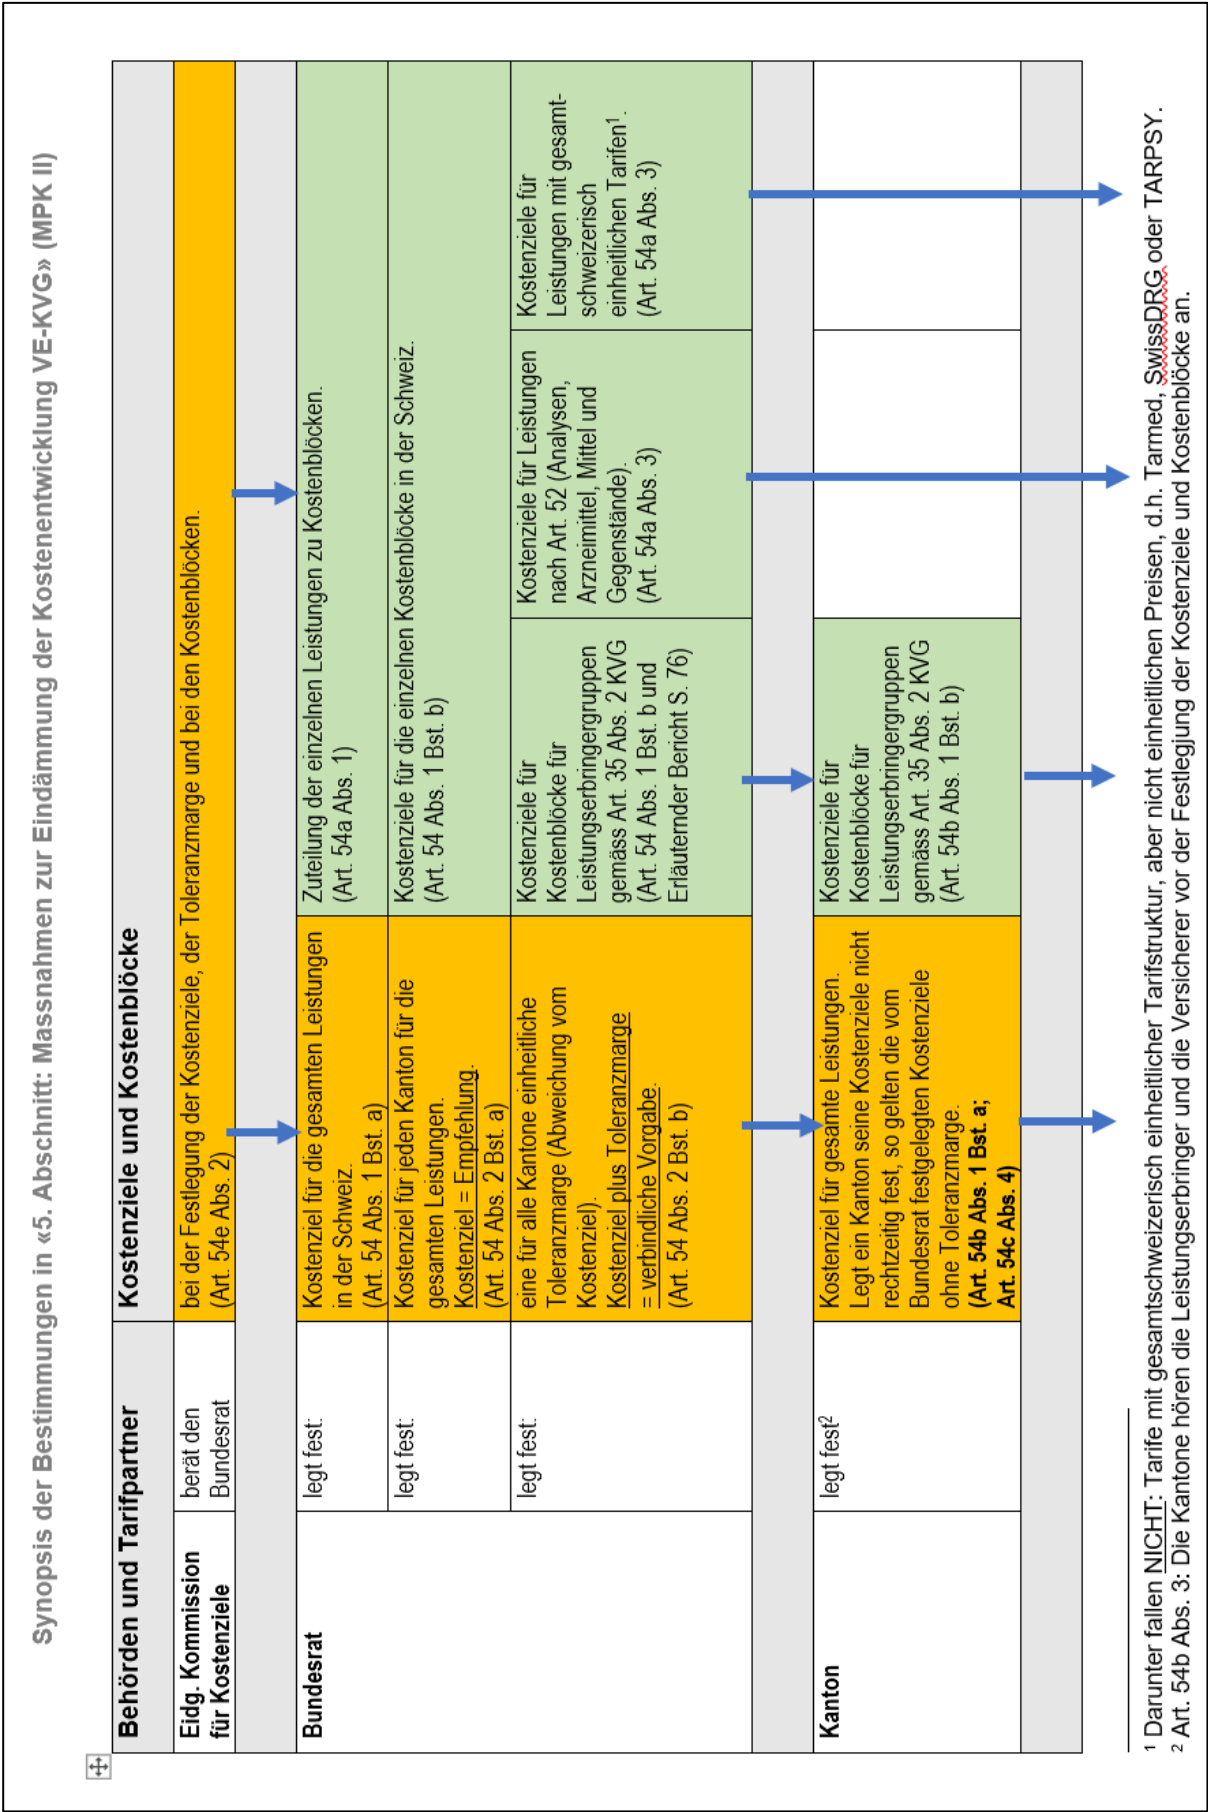 Synopsis der Bestimmungen in «5. Abschnitt: Massnahmen zur Eindämmung der Kostenentwicklung VE-KVG» (MPK II)
Behörden und Tarifpartner
Kostenziele und Kostenblöcke
Eidg. Kommission
für Kostenziele
berät den
Bundesrat
bei der Festlegung der Kostenziele, der Toleranzmarge und bei den Kostenblöcken.
(Art. 54e Abs. 2)
Bundesrat
legt fest:
Kostenziel für die gesamten Leistungen
in der Schweiz.
(Art. 54 Abs. 1 Bst. a)
Zuteilung der einzelnen Leistungen zu Kostenblöcken.
(Art. 54a Abs. 1)
legt fest:
Kostenziel für jeden Kanton für die
gesamten Leistungen.
Kostenziel = Empfehlung.
(Art. 54 Abs. 2 Bst. a)
Kostenziele für die einzelnen Kostenblöcke in der Schweiz.
(Art. 54 Abs. 1 Bst. b)
legt fest:
eine für alle Kantone einheitliche
Toleranzmarge (Abweichung vom
Kostenziel).
Kostenziel plus Toleranzmarge
= verbindliche Vorgabe.
(Art. 54 Abs. 2 Bst. b)
Kostenziele für
Kostenblöcke für
Leistungserbringergruppen
gemäss Art. 35 Abs. 2 KVG
(Art. 54 Abs. 1 Bst. b und
Erläuternder Bericht S. 76)
Kostenziele für Leistungen
nach Art. 52 (Analysen,
Arzneimittel, Mittel und
Gegenstände).
(Art. 54a Abs. 3)
Kostenziele für
Leistungen mit gesamt-
schweizerisch
einheitlichen Tarifen¹.
(Art. 54a Abs. 3)
Kanton
legt fest²
Kostenziel für gesamte Leistungen.
Legt ein Kanton seine Kostenziele nicht
rechtzeitig fest, so gelten die vom
Bundesrat festgelegten Kostenziele
ohne Toleranzmarge.
(Art. 54b Abs. 1 Bst. a;
Art. 54c Abs. 4)
Kostenziele für
Kostenblöcke für
Leistungserbringergruppen
gemäss Art. 35 Abs. 2 KVG
(Art. 54b Abs. 1 Bst. b)
¹ Darunter fallen NICHT: Tarife mit gesamtschweizerisch einheitlicher Tarifstruktur, aber nicht einheitlichen Preisen, d.h. Tarmed, SwissDRG oder TARPSY.
² Art. 54b Abs. 3: Die Kantone hören die Leistungserbringer und die Versicherer vor der Festlegjung der Kostenziele und Kostenblöcke an.